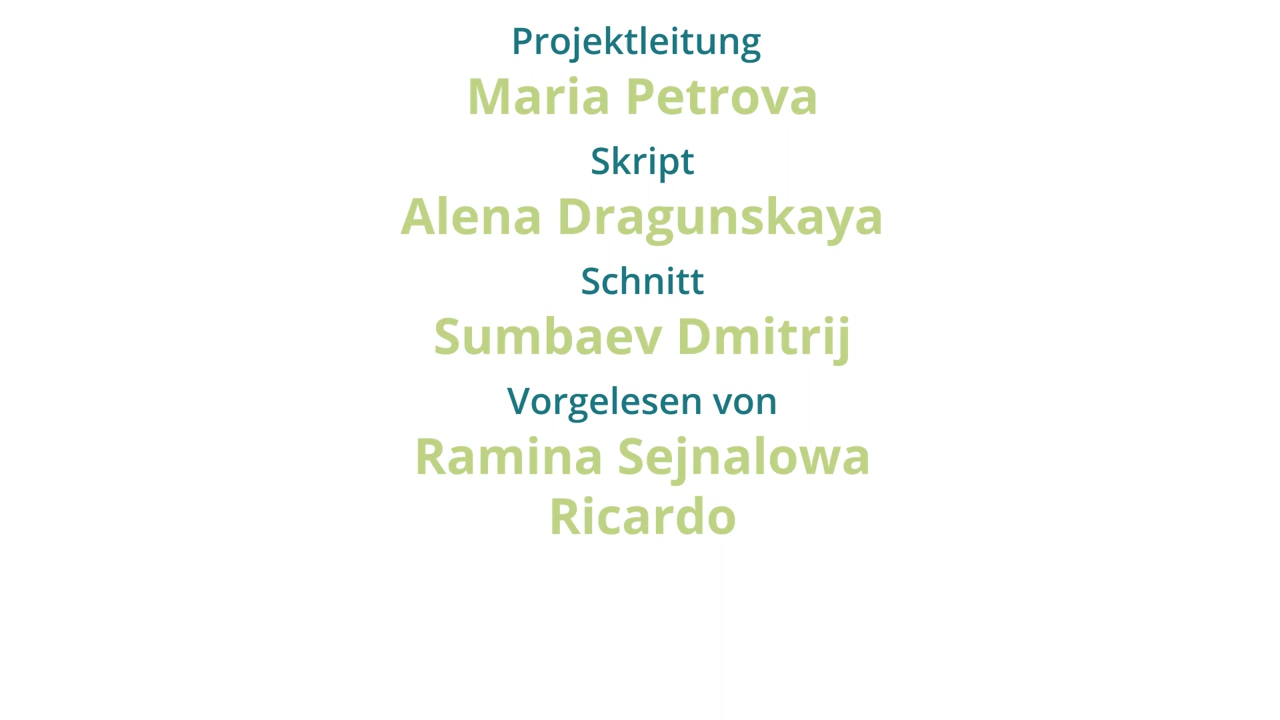 Projektleitung
Maria Petrova
Skript
Alena Dragunskaya
Schnitt
Sumbaev Dmitrij
Vorgelesen von
Ramina Sejnalowa
Ricardo